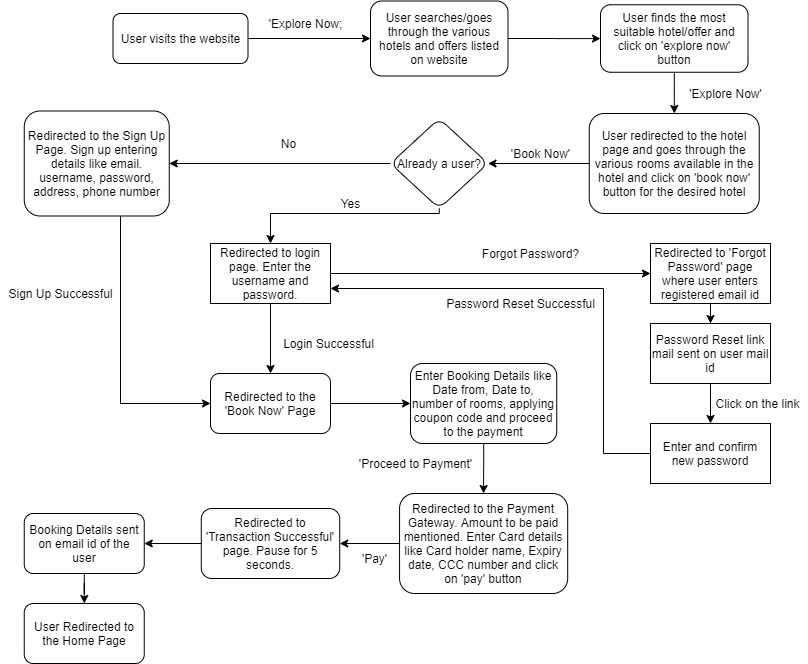 User visits the website
'Explore Now;
User searches/goes
through the various
hotels and offers listed
on website
User finds the most
suitable hotel/offer and
click on 'explore now'
button
'Explore Now'
User redirected to the hotel
page and goes through the
various rooms available in the
hotel and click on 'book now'
button for the desired hotel
'Book Now'
Already a user?
No
Redirected to the Sign Up
Page. Sign up entering
details like email.
username, password,
address, phone number
Yes
Redirected to login
page. Enter the
username and
password.
Forgot Password?
Redirected to 'Forgot
Password' page
where user enters
registered email id
Sign Up Successful
Password Reset Successful
Password Reset link
mail sent on user mail
id
Login Successful
Click on the link
Redirected to the
'Book Now' Page
Enter Booking Details like
Date from, Date to,
number of rooms, applying
coupon code and proceed
to the payment
Enter and confirm
new password
'Proceed to Payment'
Redirected to the Payment
Gateway. Amount to be paid
mentioned. Enter Card details
like Card holder name, Expiry
date, CCC number and click
on 'pay' button
'Pay'
Redirected to
'Transaction Successful'
page. Pause for 5
seconds.
Booking Details sent
on email id of the
user
User Redirected to
the Home Page